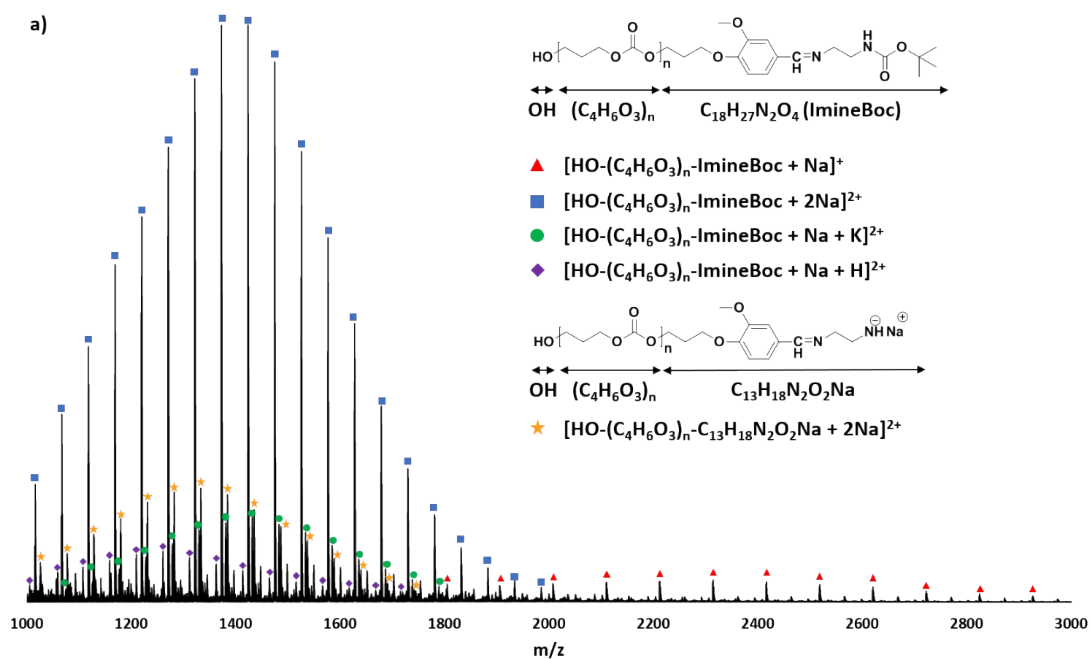 a)
HO
O
O
O
n
O
O
C=N
H
H
N
O
O
OH
(C₄H₆O₃)ₙ
C₁₈H₂₇N₂O₄ (ImineBoc)
[HO-(C₄H₆O₃)ₙ-ImineBoc + Na]⁺
[HO-(C₄H₆O₃)ₙ-ImineBoc + 2Na]²⁺
[HO-(C₄H₆O₃)ₙ-ImineBoc + Na + K]²⁺
[HO-(C₄H₆O₃)ₙ-ImineBoc + Na + H]²⁺
HO
O
O
O
n
O
O
C=N
H
NH Na
OH
(C₄H₆O₃)ₙ
C₁₃H₁₈N₂O₂Na
[HO-(C₄H₆O₃)ₙ-C₁₃H₁₈N₂O₂Na + 2Na]²⁺
1000 1200 1400 1600 1800 2000 2200 2400 2600 2800 3000
m/z